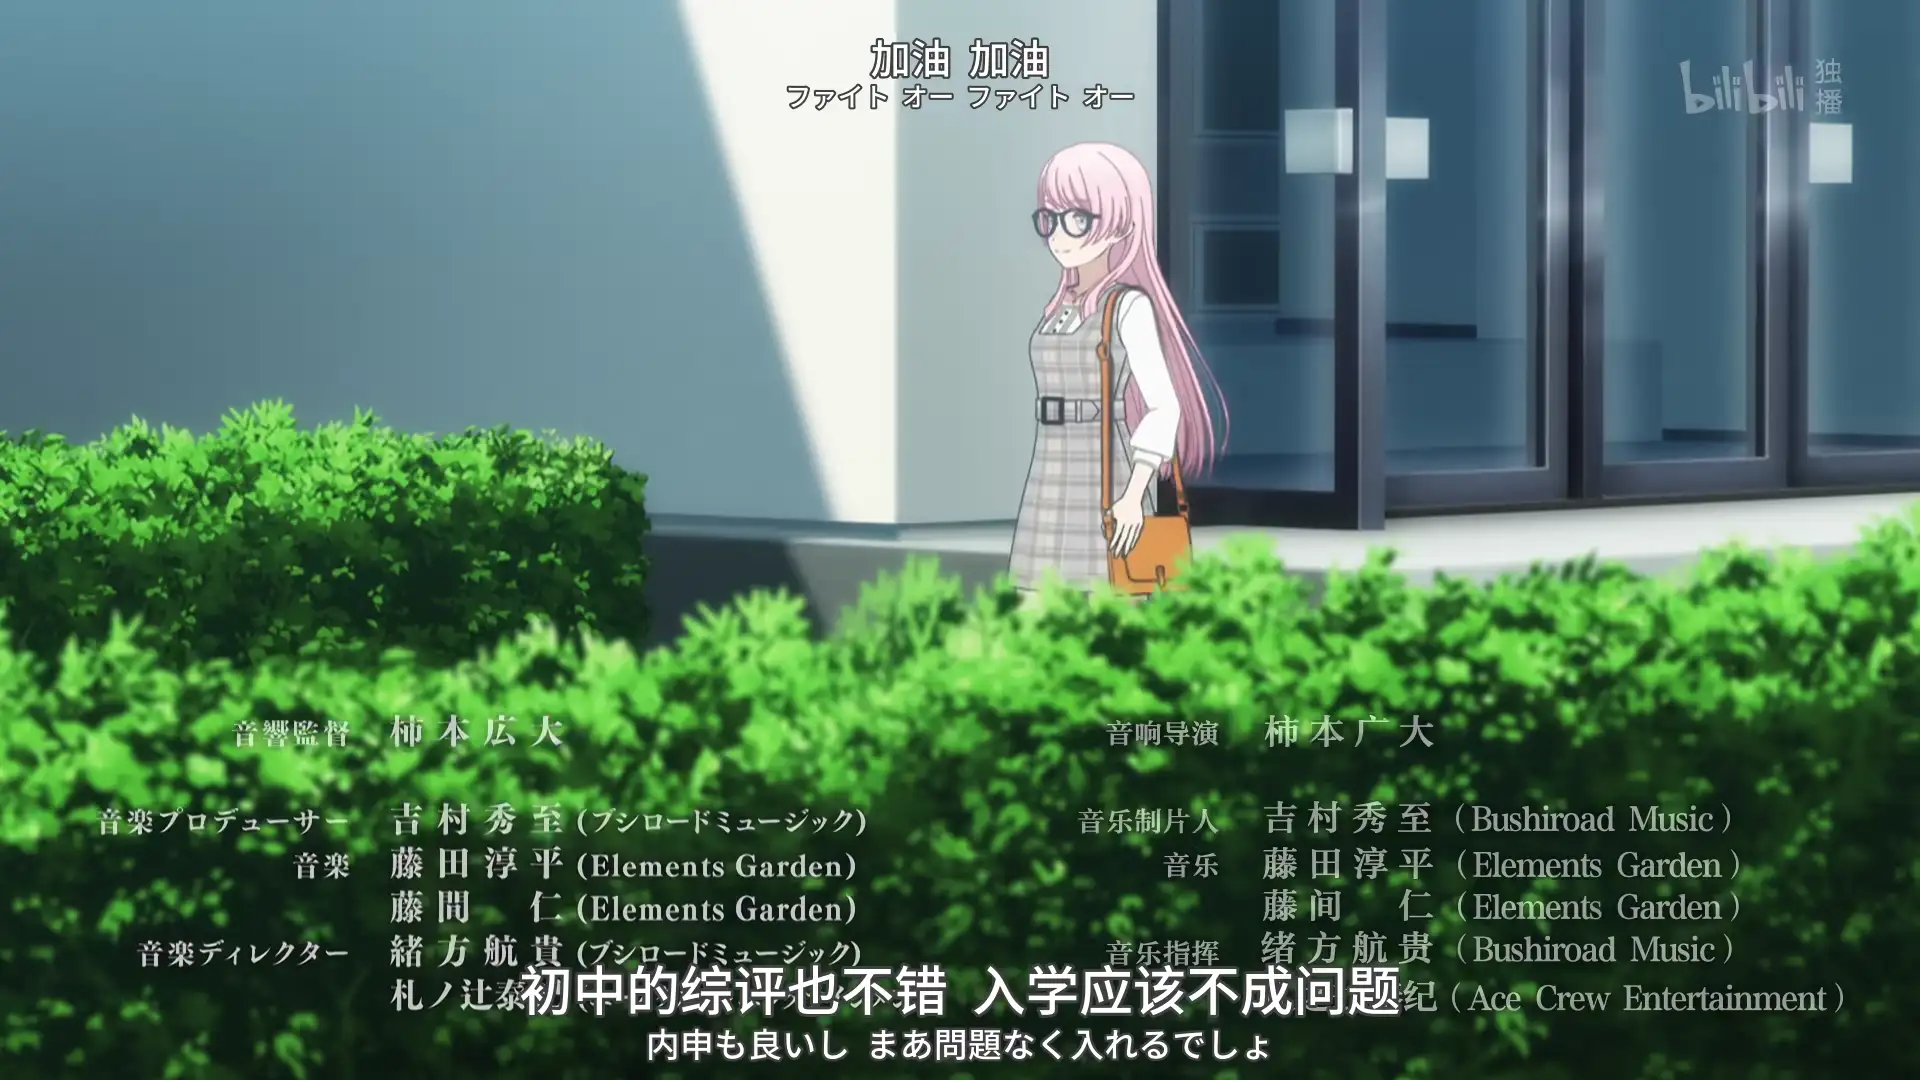 加油 加油
ファイト オー ファイト オー
bilibili 独播
音響監督 柿本広大
音響导演 柿本广大
音楽プロデューサー 吉村秀至 (ブシロードミュージック)
音乐制片人 吉村秀至 (Bushiroad Music)
音楽 藤田淳平 (Elements Garden)
音乐 藤田淳平 (Elements Garden)
藤間 仁 (Elements Garden)
藤间 仁 (Elements Garden)
音楽ディレクター 緒方航貴 (ブシロードミュージック)
音乐指挥 绪方航贵 (Bushiroad Music)
札ノ辻泰
纪 (Ace Crew Entertainment)
初中的综评也不错 入学应该不成问题
内申も良いし まあ問題なく入れるでしょ